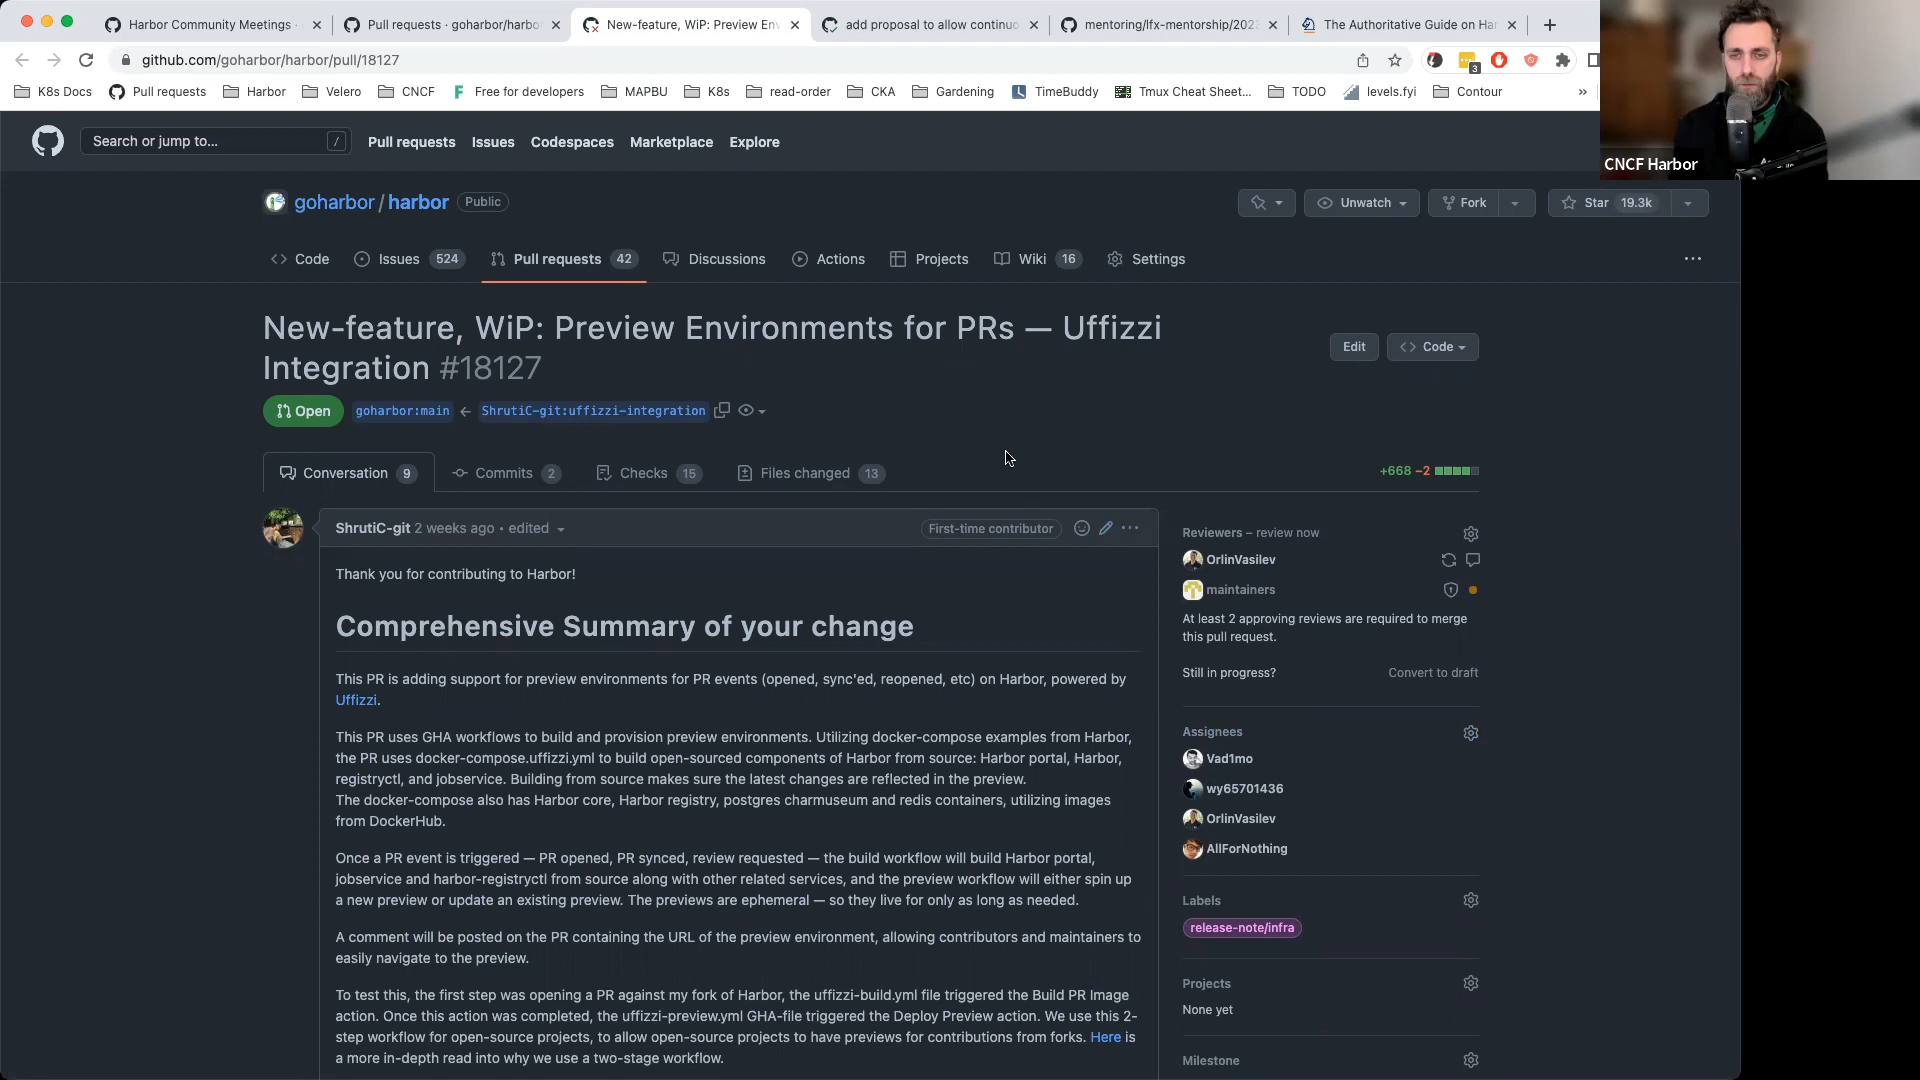 Harbor Community Meetings -
Pull requests · goharbor/harbo
New-feature, WiP: Preview Env
add proposal to allow continuo
mentoring/lfx-mentorship/202
The Authoritative Guide on Har
github.com/goharbor/harbor/pull/18127
3
K8s Docs
Pull requests
Harbor
Velero
CNCF
Free for developers
MAPBU
K8s
read-order
CKA
Gardening
TimeBuddy
Tmux Cheat Sheet...
TODO
levels.fyi
Contour
»
CNCF Harbor
Search or jump to...
/
Pull requests
Issues
Codespaces
Marketplace
Explore
goharbor / harbor
Public
Unwatch
Fork
Star 19.3k
Code
Issues 524
Pull requests 42
Discussions
Actions
Projects
Wiki 16
Settings
New-feature, WiP: Preview Environments for PRs — Uffizzi
Integration #18127
Edit
Code
Open
goharbor:main
ShrutiC-git:uffizzi-integration
Conversation 9
Commits 2
Checks 15
Files changed 13
+668 −2
ShrutiC-git 2 weeks ago • edited
First-time contributor
Thank you for contributing to Harbor!
Comprehensive Summary of your change
This PR is adding support for preview environments for PR events (opened, sync'ed, reopened, etc) on Harbor, powered by
Uffizzi.
This PR uses GHA workflows to build and provision preview environments. Utilizing docker-compose examples from Harbor,
the PR uses docker-compose.uffizzi.yml to build open-sourced components of Harbor from source: Harbor portal, Harbor,
registryctl, and jobservice. Building from source makes sure the latest changes are reflected in the preview.
The docker-compose also has Harbor core, Harbor registry, postgres charmuseum and redis containers, utilizing images
from DockerHub.
Once a PR event is triggered — PR opened, PR synced, review requested — the build workflow will build Harbor portal,
jobservice and harbor-registryctl from source along with other related services, and the preview workflow will either spin up
a new preview or update an existing preview. The previews are ephemeral — so they live for only as long as needed.
A comment will be posted on the PR containing the URL of the preview environment, allowing contributors and maintainers to
easily navigate to the preview.
To test this, the first step was opening a PR against my fork of Harbor, the uffizzi-build.yml file triggered the Build PR Image
action. Once this action was completed, the uffizzi-preview.yml GHA-file triggered the Deploy Preview action. We use this 2-
step workflow for open-source projects, to allow open-source projects to have previews for contributions from forks. Here is
a more in-depth read into why we use a two-stage workflow.
Reviewers – review now
OrlinVasilev
maintainers
At least 2 approving reviews are required to merge
this pull request.
Still in progress?
Convert to draft
Assignees
Vad1mo
wy65701436
OrlinVasilev
AllForNothing
Labels
release-note/infra
Projects
None yet
Milestone